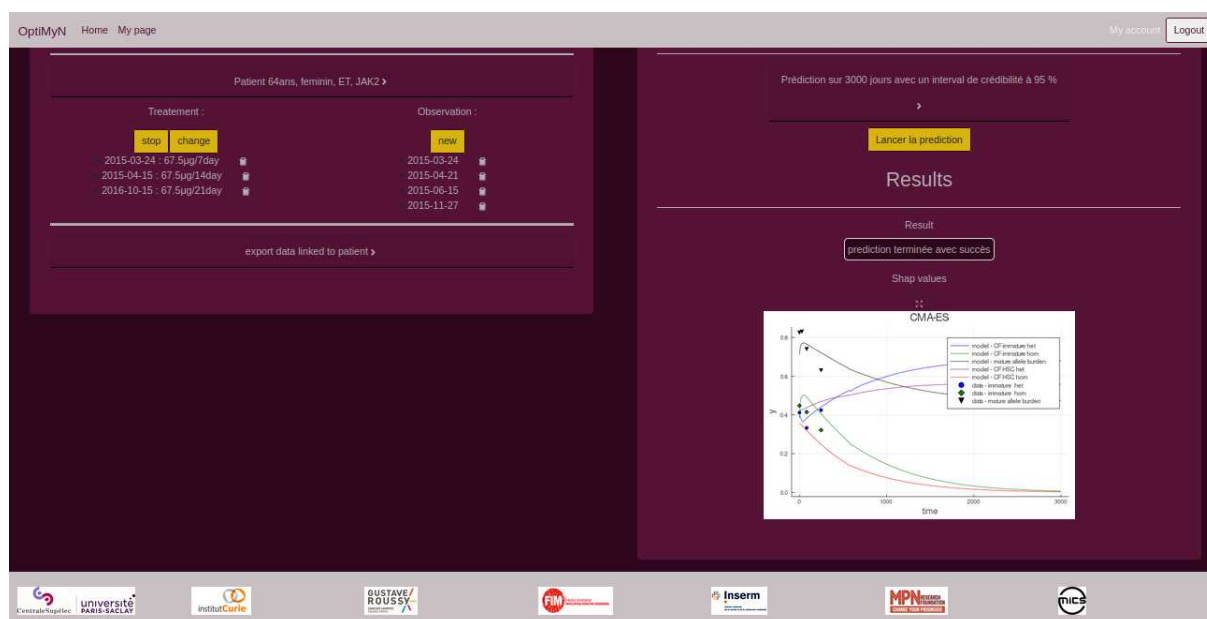 OptiMyN Home My page My account Logout
Patient 64ans, feminin, ET, JAK2
Treatement :
stop change
2015-03-24 : 67.5µg/7day
2015-04-15 : 67.5µg/14day
2016-10-15 : 67.5µg/21day
Observation :
new
2015-03-24
2015-04-21
2015-06-15
2015-11-27
export data linked to patient
Prédiction sur 3000 jours avec un interval de crédibilité à 95 %
Lancer la prediction
Results
Result
prediction terminée avec succès
Shap values
CMA-ES
0.8
0.6
0.4
0.2
0.0
y
0 1000 2000 3000
time
model - CF immature het
model - CF immature hom
model - mature allele burden
model - CF HSC het
model - CF HSC hom
data - immature het
data - immature hom
data - mature allele burden
CentraleSupélec
université
PARIS-SACLAY
institutCurie
GUSTAVE/
ROUSSY
FIM
Inserm
MPN RESEARCH
FOUNDATION
CHANGE YOUR PROGNOSIS
mics